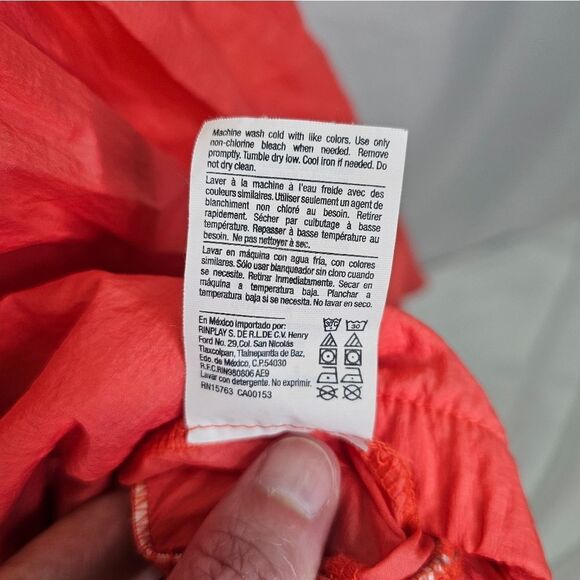 Machine wash cold with like colors. Use only
non-chlorine bleach when needed. Remove
promptly. Tumble dry low. Cool iron if needed. Do
not dry clean.
Laver à la machine à l'eau froide avec des
couleurs similaires. Utiliser seulement un agent de
blanchiment non chloré au besoin. Retirer
rapidement. Sécher par culbutage à basse
température. Repasser à basse température au
besoin. Ne pas nettoyer à sec.
Lavar en máquina con agua fría, con colores
similares. Sólo usar blanqueador sin cloro cuando
se necesite. Retirar Inmediatamente. Secar en
máquina a temperatura baja. Planchar a
temperatura baja si se necesita. No lavar en seco.
En México importado por:
RINPLAY S. DE R.L.DE C.V. Henry
Ford No. 29,Col. San Nicolás
Tlaxcolpan, Tlalnepantla de Baz,
Edo. de México, C.P.54030
R.F.C.RIN980806 AE9
Lavar con detergente. No exprimir.
RN15763 CA00153